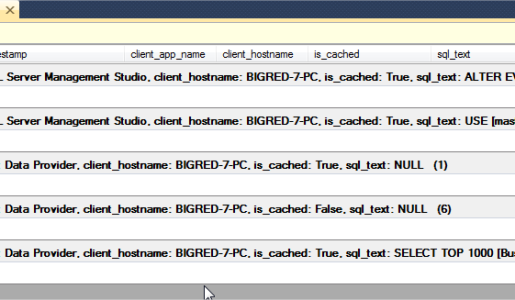 estamp client_app_name client_hostname is_cached sql_text
L Server Management Studio, client_hostname: BIGRED-7-PC, is_cached: True, sql_text: ALTER EV
L Server Management Studio, client_hostname: BIGRED-7-PC, is_cached: True, sql_text: USE [mas
Data Provider, client_hostname: BIGRED-7-PC, is_cached: True, sql_text: NULL (1)
Data Provider, client_hostname: BIGRED-7-PC, is_cached: False, sql_text: NULL (6)
Data Provider, client_hostname: BIGRED-7-PC, is_cached: True, sql_text: SELECT TOP 1000 [Bus